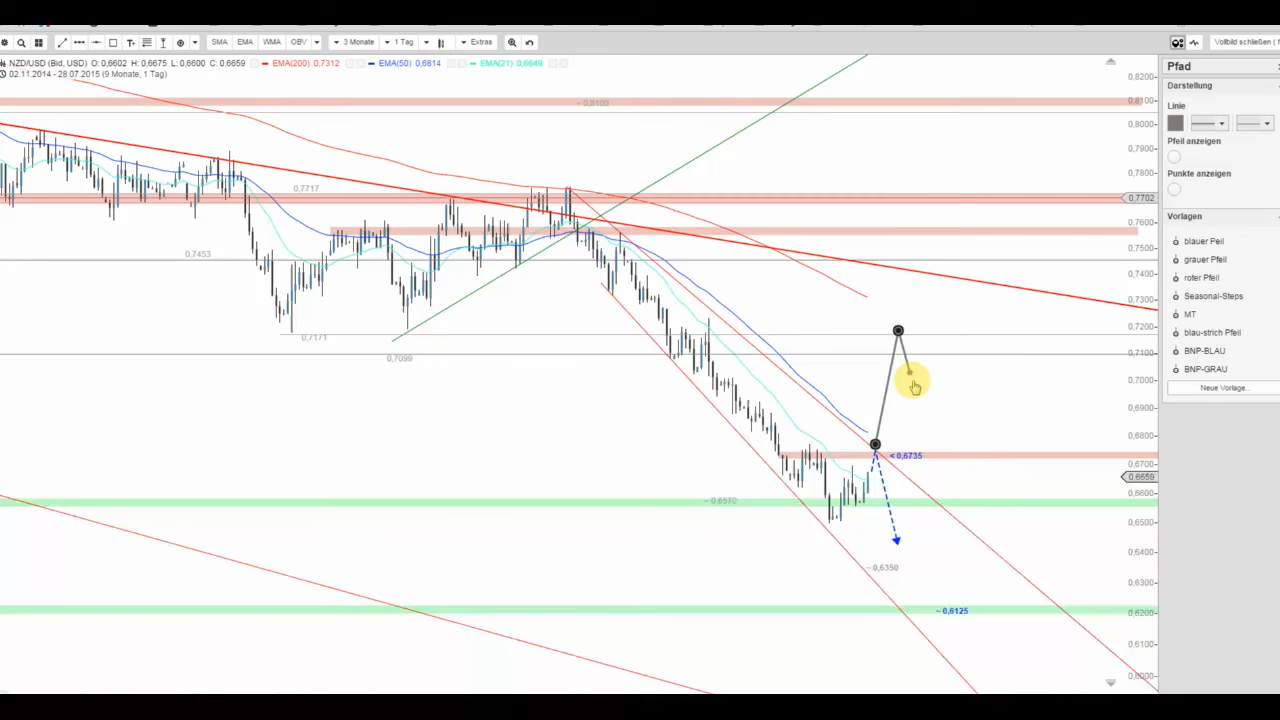 SMA EMA WMA OBV 3 Monate 1 Tag Extras Vollbild schließen ( f
NZD/USD (Bid, USD) O: 0,6602 H: 0,6675 L: 0,6600 C: 0,6659 EMA(200) 0,7312 EMA(50) 0,6814 EMA(21) 0,6649
02.11.2014 - 28.07.2015 (9 Monate, 1 Tag)
Pfad
Darstellung
Linie
Pfeil anzeigen
Punkte anzeigen
Vorlagen
blauer Peil
grauer Pfeil
roter Pfeil
Seasonal-Steps
MT
blau-strich Pfeil
BNP-BLAU
BNP-GRAU
Neue Vorlage...
0,8200
~ 0,8100
0,8100
0,8000
0,7900
0,7800
0,7717
0,7702
0,7600
0,7500
0,7453
0,7400
0,7300
0,7200
0,7171
0,7099
0,7100
0,7000
0,6900
0,6800
< 0,6735
0,6700
0,6659
0,6600
~ 0,6570
0,6500
0,6400
~ 0,6350
0,6300
~ 0,6125
0,6200
0,6100
0,6000